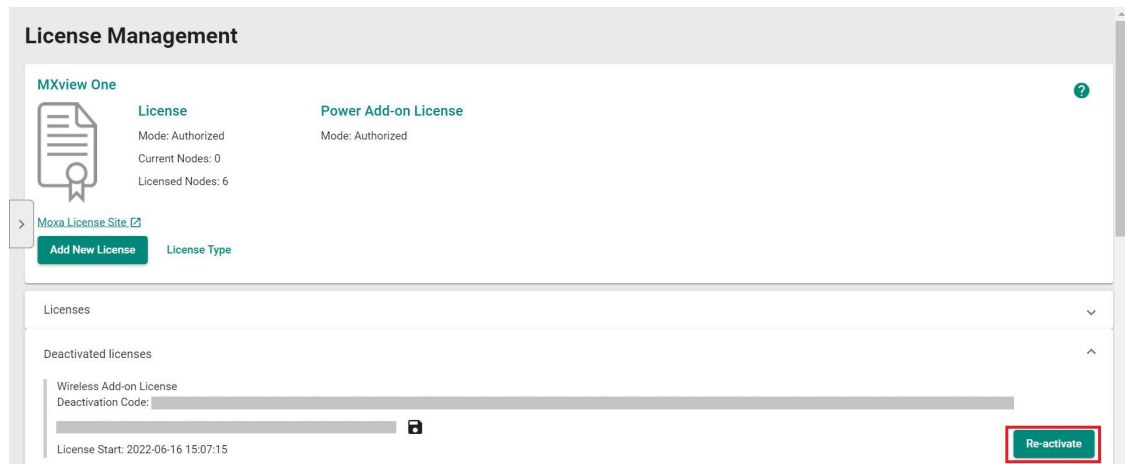 License Management
MXview One
License
Power Add-on License
Mode: Authorized
Mode: Authorized
Current Nodes: 0
Licensed Nodes: 6
Moxa License Site
Add New License
License Type
Licenses
Deactivated licenses
Wireless Add-on License
Deactivation Code:
License Start: 2022-06-16 15:07:15
Re-activate